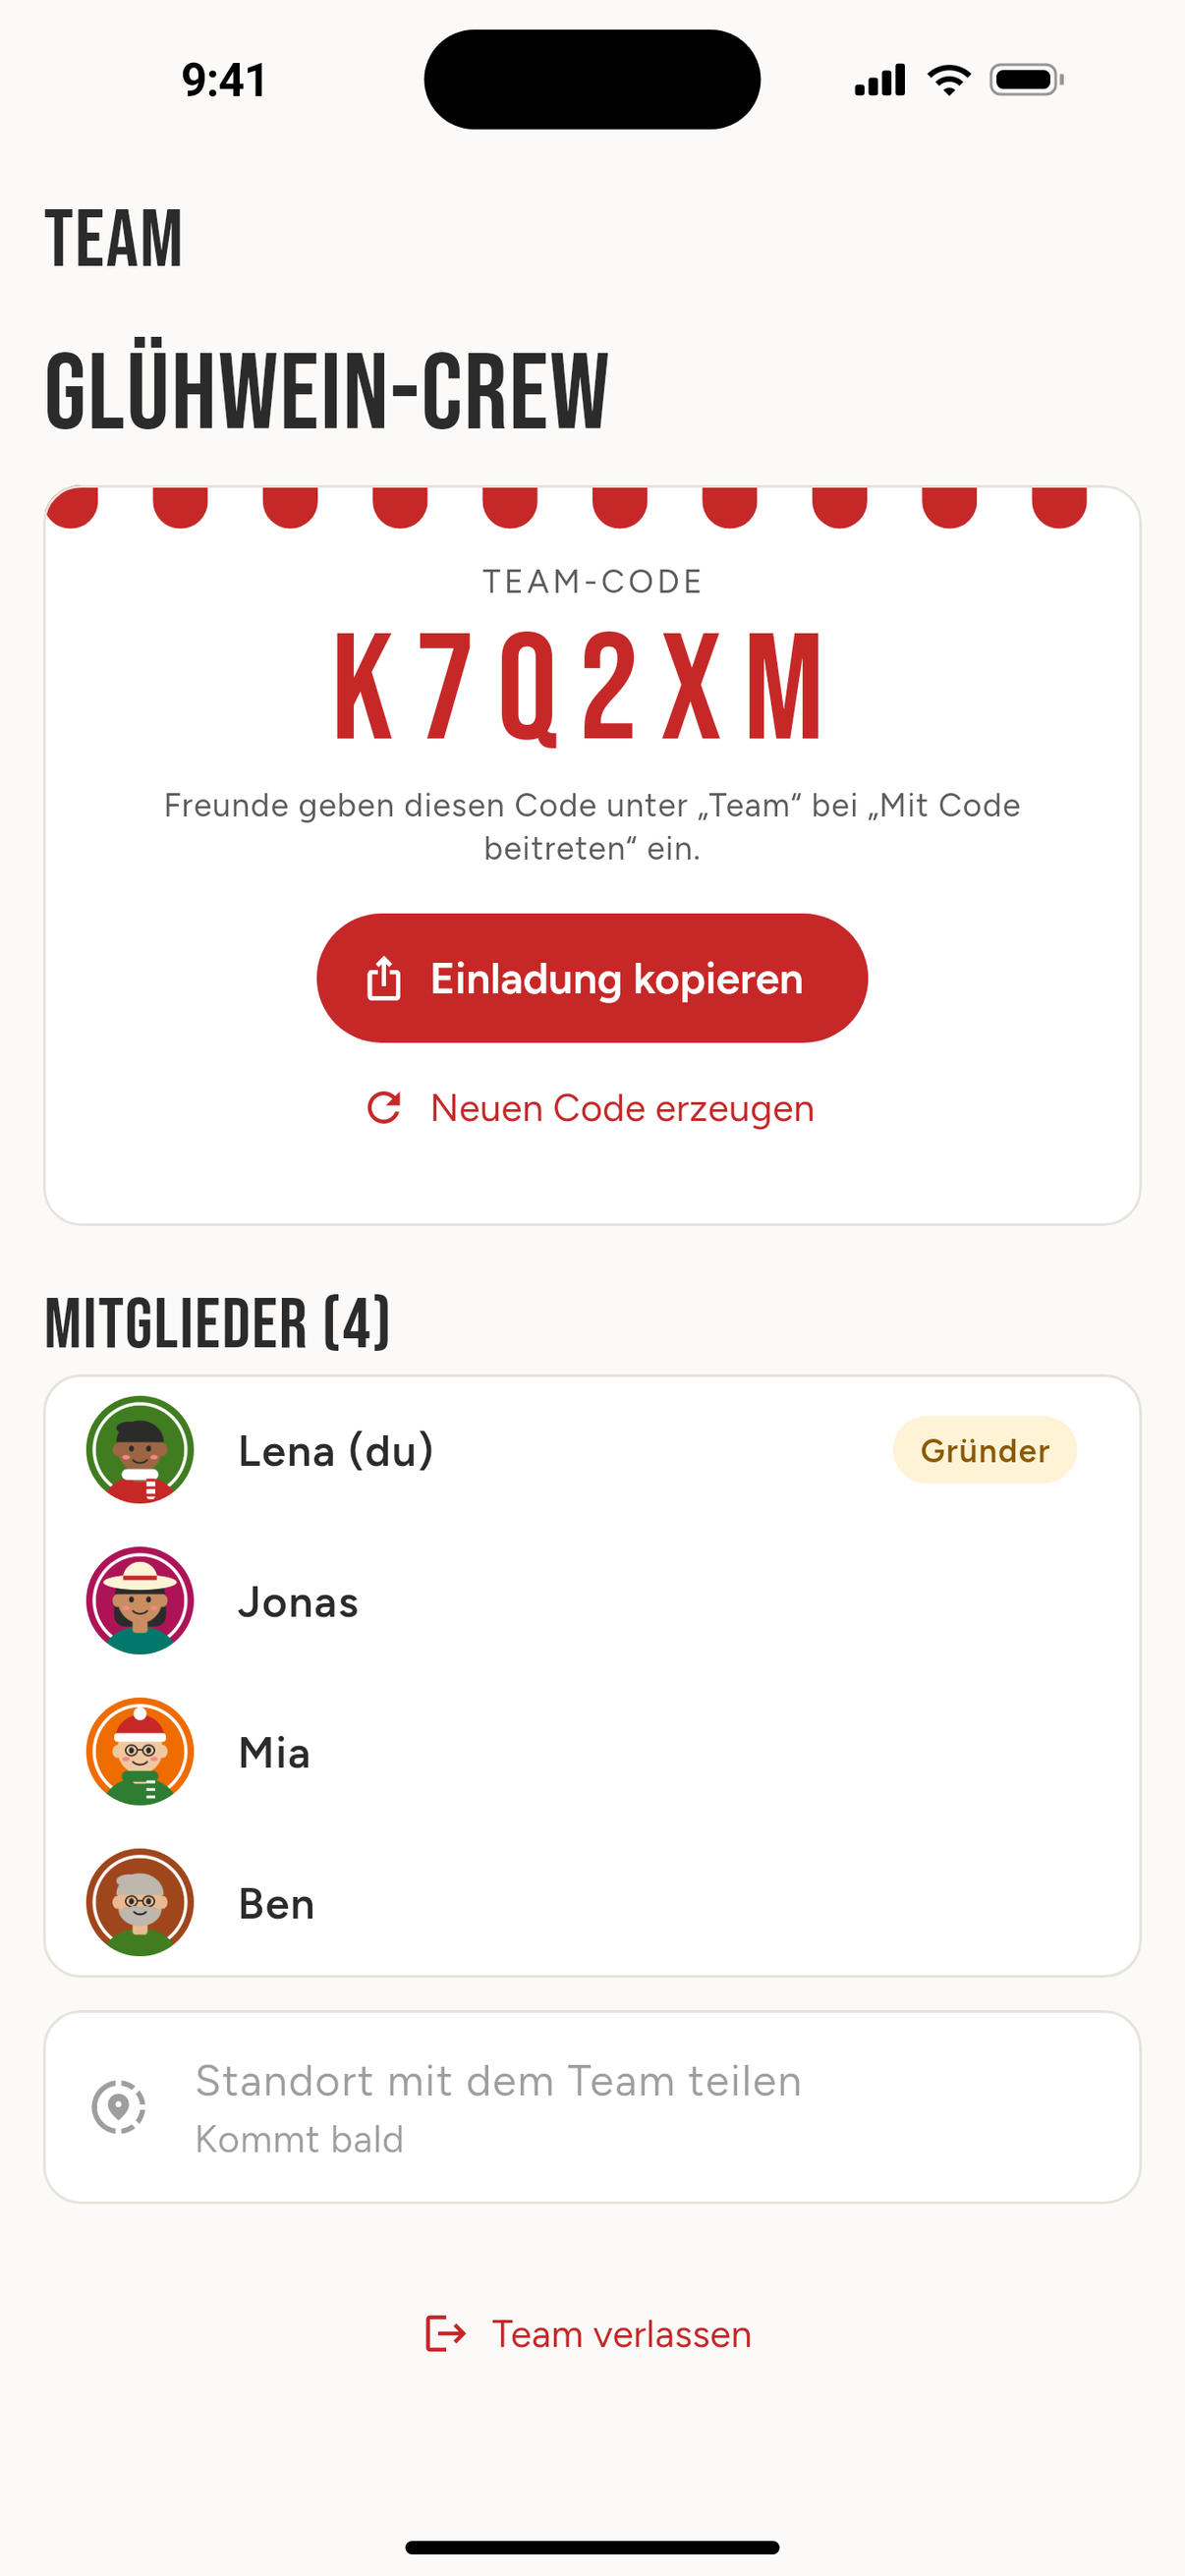 9:41
TEAM
GLÜHWEIN-CREW
TEAM-CODE
K7Q2XM
Freunde geben diesen Code unter „Team“ bei „Mit Code
beitreten“ ein.
Einladung kopieren
Neuen Code erzeugen
MITGLIEDER (4)
Lena (du)
Gründer
Jonas
Mia
Ben
Standort mit dem Team teilen
Kommt bald
Team verlassen